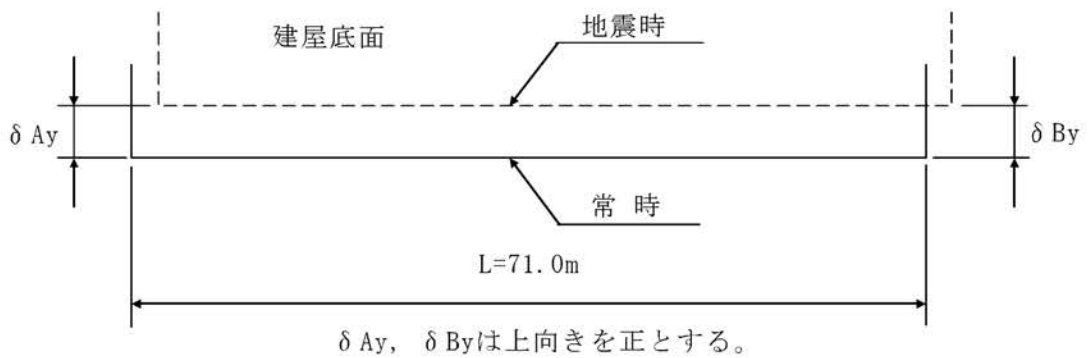 建屋底面
地震時
δ Ay
δ By
常 時
L=71.0m
δ Ay, δ Byは上向きを正とする。